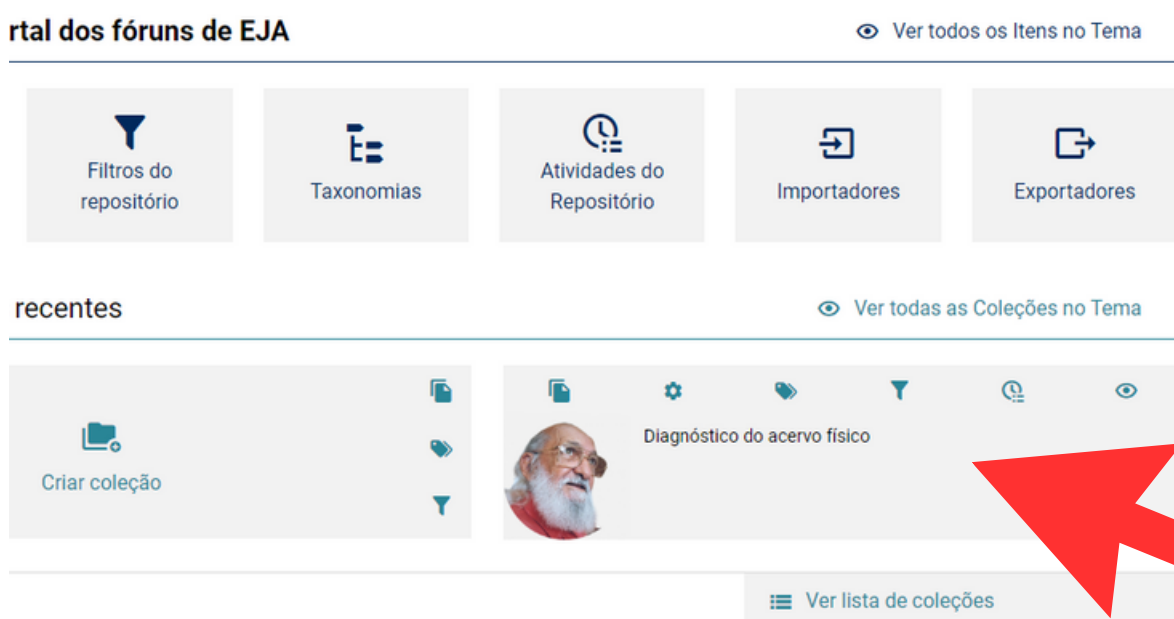 rtal dos fóruns de EJA
Ver todos os Itens no Tema
Filtros do
repositório
Taxonomias
Atividades do
Repositório
Importadores
Exportadores
recentes
Ver todas as Coleções no Tema
Criar coleção
Diagnóstico do acervo físico
Ver lista de coleções